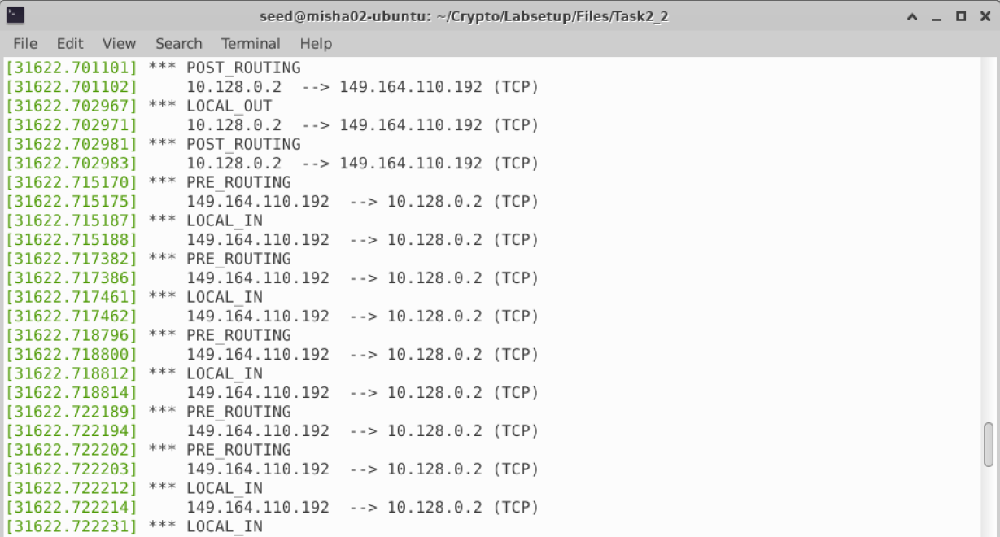 seed@misha02-ubuntu: ~/Crypto/Labsetup/Files/Task2_2
File Edit View Search Terminal Help
[31622.701101] *** POST_ROUTING
[31622.701102]     10.128.0.2  --> 149.164.110.192 (TCP)
[31622.702967] *** LOCAL_OUT
[31622.702971]     10.128.0.2  --> 149.164.110.192 (TCP)
[31622.702981] *** POST_ROUTING
[31622.702983]     10.128.0.2  --> 149.164.110.192 (TCP)
[31622.715170] *** PRE_ROUTING
[31622.715175]     149.164.110.192  --> 10.128.0.2 (TCP)
[31622.715187] *** LOCAL_IN
[31622.715188]     149.164.110.192  --> 10.128.0.2 (TCP)
[31622.717382] *** PRE_ROUTING
[31622.717386]     149.164.110.192  --> 10.128.0.2 (TCP)
[31622.717461] *** LOCAL_IN
[31622.717462]     149.164.110.192  --> 10.128.0.2 (TCP)
[31622.718796] *** PRE_ROUTING
[31622.718800]     149.164.110.192  --> 10.128.0.2 (TCP)
[31622.718812] *** LOCAL_IN
[31622.718814]     149.164.110.192  --> 10.128.0.2 (TCP)
[31622.722189] *** PRE_ROUTING
[31622.722194]     149.164.110.192  --> 10.128.0.2 (TCP)
[31622.722202] *** PRE_ROUTING
[31622.722203]     149.164.110.192  --> 10.128.0.2 (TCP)
[31622.722212] *** LOCAL_IN
[31622.722214]     149.164.110.192  --> 10.128.0.2 (TCP)
[31622.722231] *** LOCAL_IN